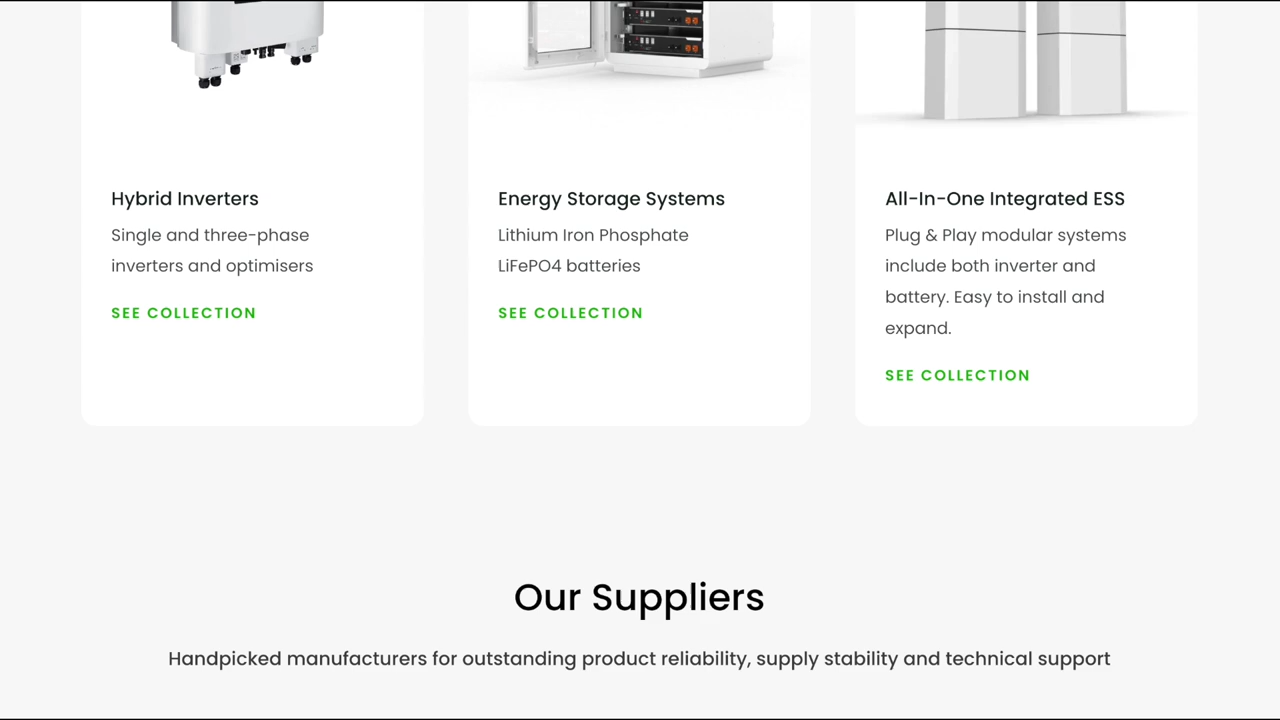 Hybrid Inverters
Single and three-phase
inverters and optimisers
SEE COLLECTION
Energy Storage Systems
Lithium Iron Phosphate
LiFePO4 batteries
SEE COLLECTION
All-In-One Integrated ESS
Plug & Play modular systems
include both inverter and
battery. Easy to install and
expand.
SEE COLLECTION
Our Suppliers
Handpicked manufacturers for outstanding product reliability, supply stability and technical support